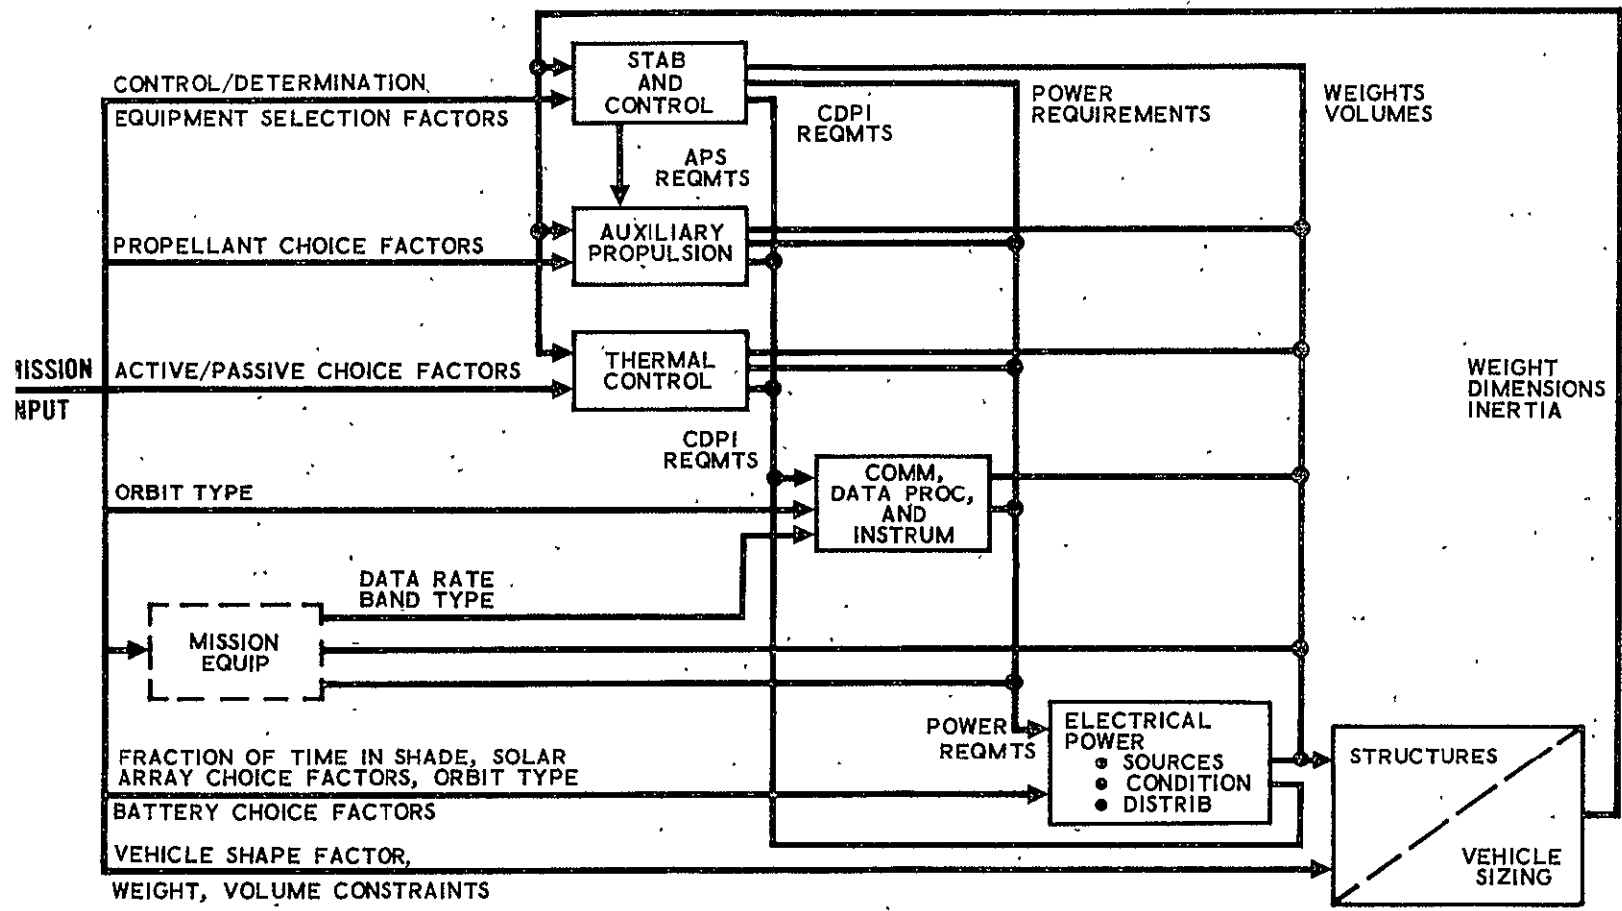 STAB
AND
CONTROL
CONTROL/DETERMINATION
EQUIPMENT SELECTION FACTORS
CDPI
REQMTS
POWER
REQUIREMENTS
WEIGHTS
VOLUMES
APS
REQMTS
PROPELLANT CHOICE FACTORS
AUXILIARY
PROPULSION
RISSION
NPUT
ACTIVE/PASSIVE CHOICE FACTORS
THERMAL
CONTROL
WEIGHT
DIMENSIONS
INERTIA
CDPI
REQMTS
ORBIT TYPE
COMM,
DATA PROC,
AND
INSTRUM
DATA RATE
BAND TYPE
MISSION
EQUIP
POWER
REQMTS
ELECTRICAL
POWER
● SOURCES
● CONDITION
● DISTRIB
FRACTION OF TIME IN SHADE, SOLAR
ARRAY CHOICE FACTORS, ORBIT TYPE
BATTERY CHOICE FACTORS
STRUCTURES
VEHICLE
SIZING
VEHICLE SHAPE FACTOR,
WEIGHT, VOLUME CONSTRAINTS